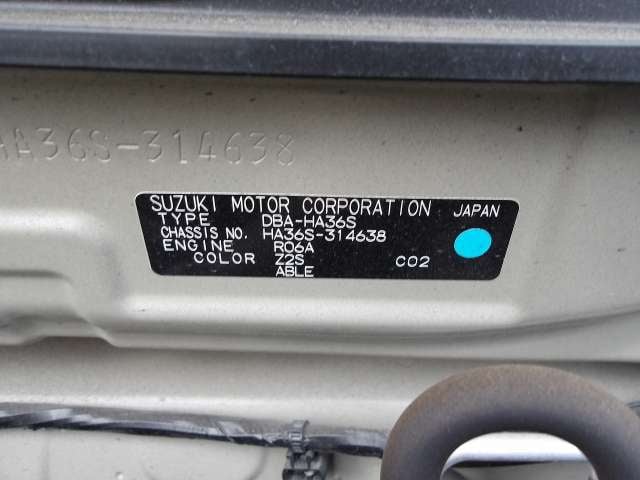 HA36S-314638
SUZUKI MOTOR CORPORATION JAPAN
TYPE DBA-HA36S
CHASSIS NO. HA36S-314638
ENGINE R06A
COLOR Z2S C02
ABLE